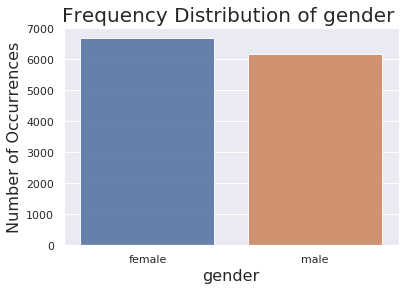 Frequency Distribution of gender
Number of Occurrences
7000
6000
5000
4000
3000
2000
1000
0
female
male
gender